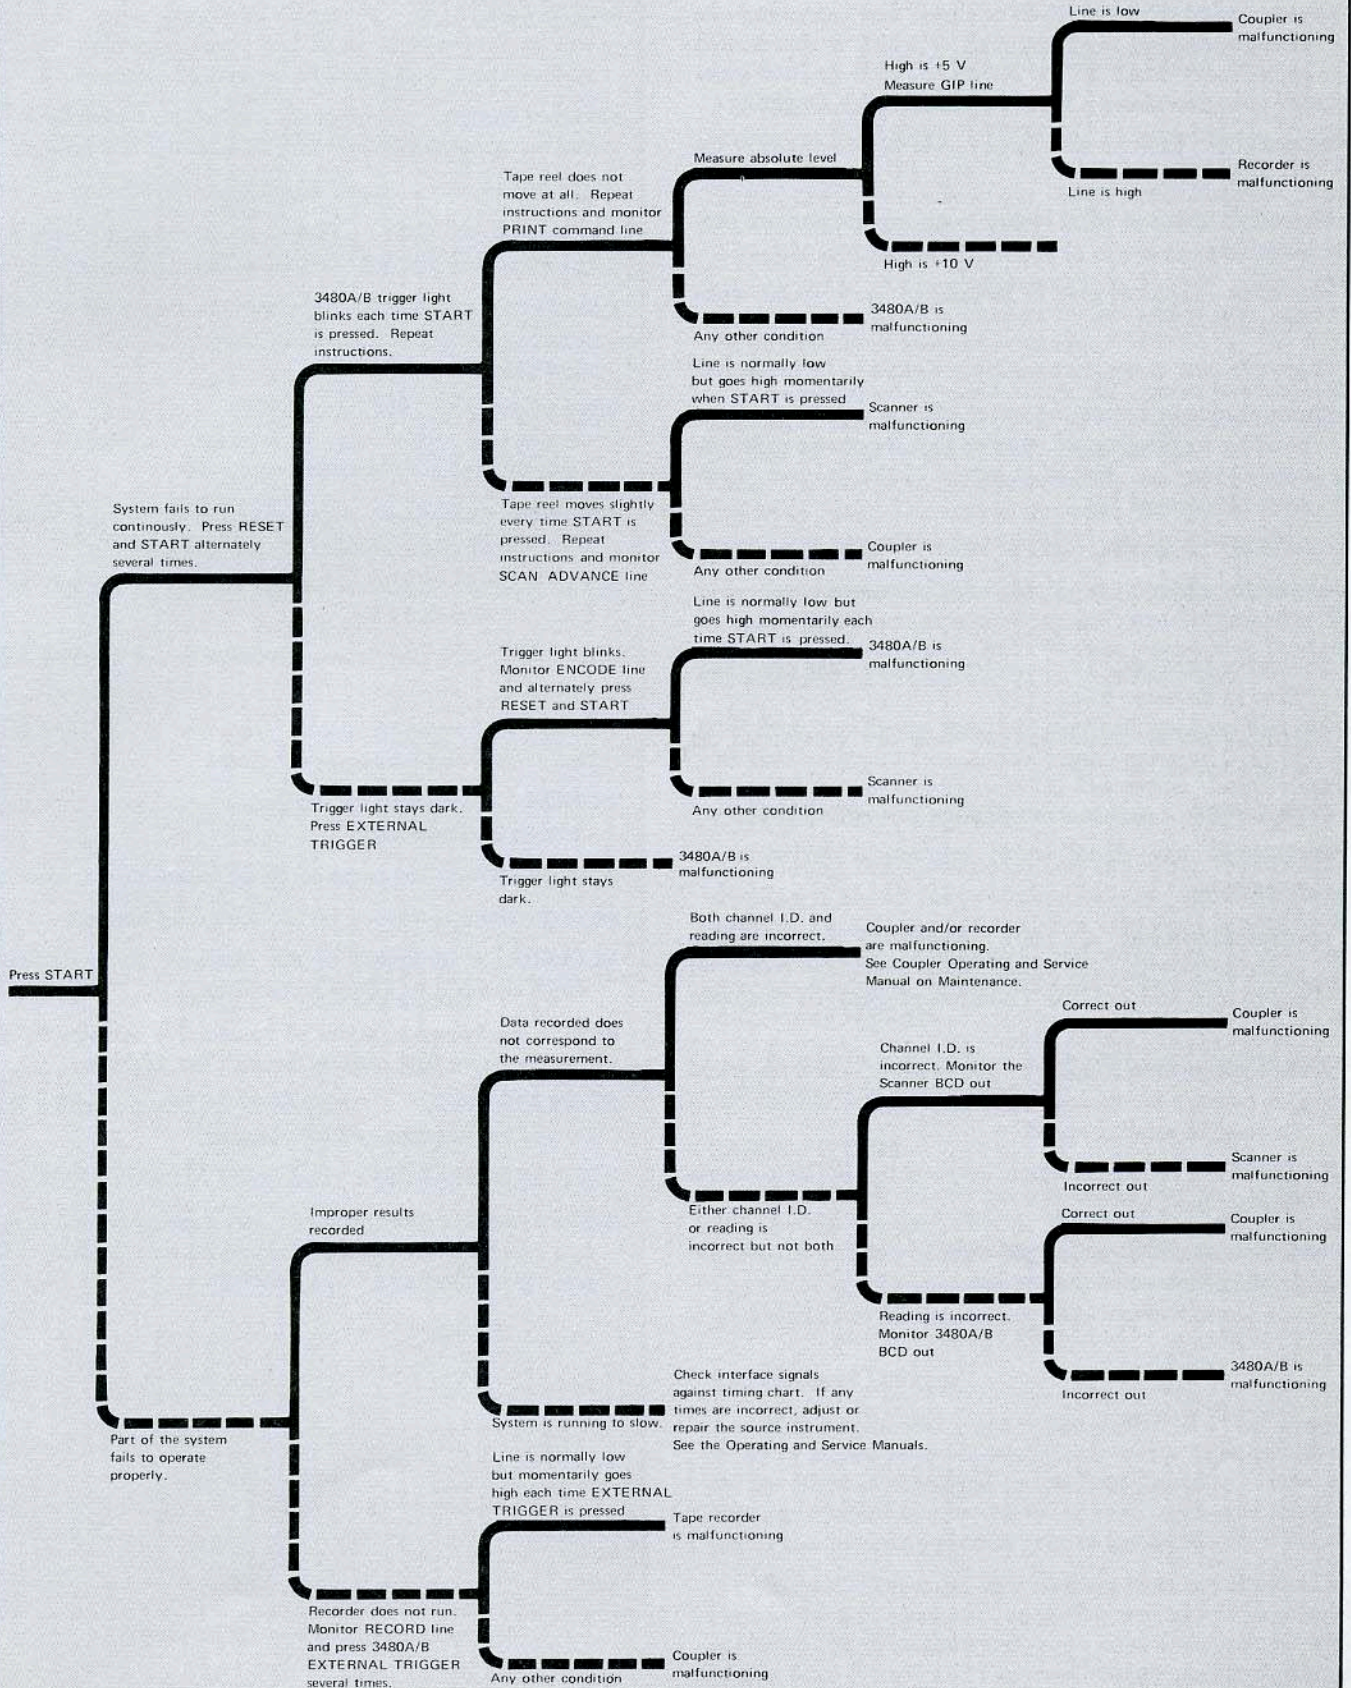 Line is low
Coupler is
malfunctioning
High is +5 V
Measure GIP line
Measure absolute level
Recorder is
malfunctioning
Line is high
Tape reel does not
move at all. Repeat
instructions and monitor
PRINT command line
High is +10 V
3480A/B trigger light
blinks each time START
is pressed. Repeat
instructions.
3480A/B is
malfunctioning
Any other condition
Line is normally low
but goes high momentarily
when START is pressed
Scanner is
malfunctioning
System fails to run
continously. Press RESET
and START alternately
several times.
Tape reel moves slightly
every time START is
pressed. Repeat
instructions and monitor
SCAN ADVANCE line
Coupler is
malfunctioning
Any other condition
Line is normally low but
goes high momentarily each
time START is pressed.
3480A/B is
malfunctioning
Trigger light blinks.
Monitor ENCODE line
and alternately press
RESET and START
Scanner is
malfunctioning
Any other condition
Trigger light stays dark.
Press EXTERNAL
TRIGGER
3480A/B is
malfunctioning
Trigger light stays
dark.
Both channel I.D. and
reading are incorrect.
Coupler and/or recorder
are malfunctioning.
See Coupler Operating and Service
Manual on Maintenance.
Press START
Data recorded does
not correspond to
the measurement.
Correct out
Coupler is
malfunctioning
Channel I.D. is
incorrect. Monitor the
Scanner BCD out
Scanner is
malfunctioning
Incorrect out
Improper results
recorded
Either channel I.D.
or reading is
incorrect but not both
Correct out
Coupler is
malfunctioning
Reading is incorrect.
Monitor 3480A/B
BCD out
3480A/B is
malfunctioning
Incorrect out
Check interface signals
against timing chart. If any
times are incorrect, adjust or
repair the source instrument.
See the Operating and Service Manuals.
System is running to slow.
Part of the system
fails to operate
properly.
Line is normally low
but momentarily goes
high each time EXTERNAL
TRIGGER is pressed
Tape recorder
is malfunctioning
Recorder does not run.
Monitor RECORD line
and press 3480A/B
EXTERNAL TRIGGER
several times.
Coupler is
malfunctioning
Any other condition